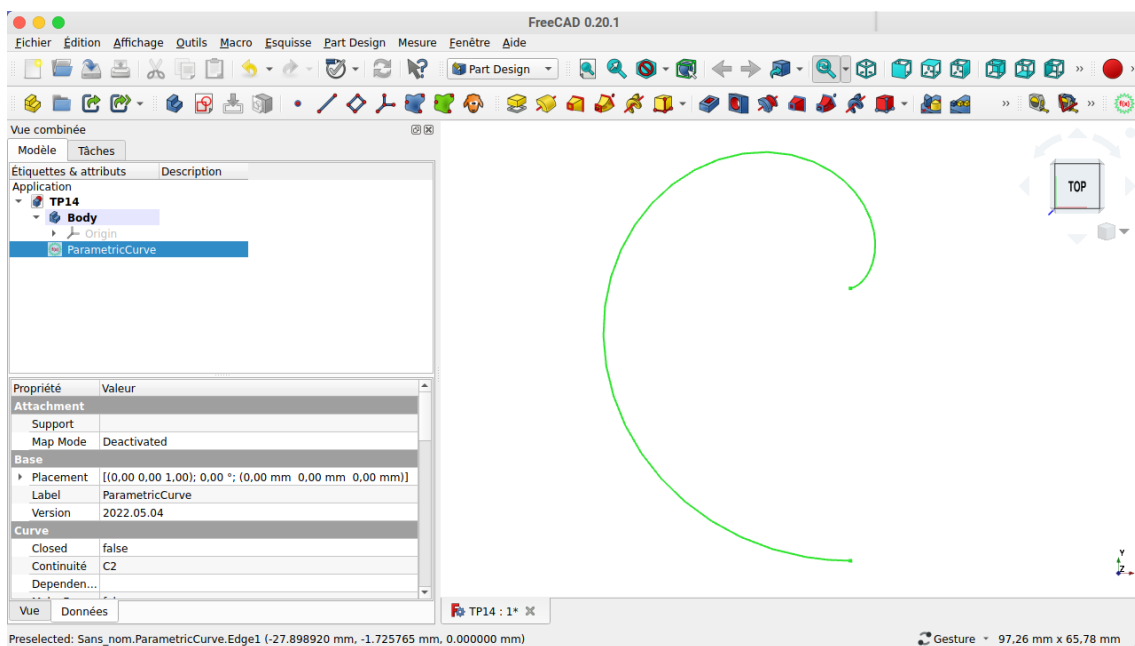 FreeCAD 0.20.1
Fichier Édition Affichage Outils Macro Esquisse Part Design Mesure Fenêtre Aide
Part Design
Vue combinée
Modèle Tâches
Étiquettes & attributs Description
Application
TP14
Body
Origin
f(x) ParametricCurve
Propriété Valeur
Attachment
Support
Map Mode Deactivated
Base
Placement [(0,00 0,00 1,00); 0,00 °; (0,00 mm 0,00 mm 0,00 mm)]
Label ParametricCurve
Version 2022.05.04
Curve
Closed false
Continuité C2
Dependen...
Vue Données
TOP
Y
Z
TP14 : 1*
Preselected: Sans_nom.ParametricCurve.Edge1 (-27.898920 mm, -1.725765 mm, 0.000000 mm)
Gesture 97,26 mm x 65,78 mm